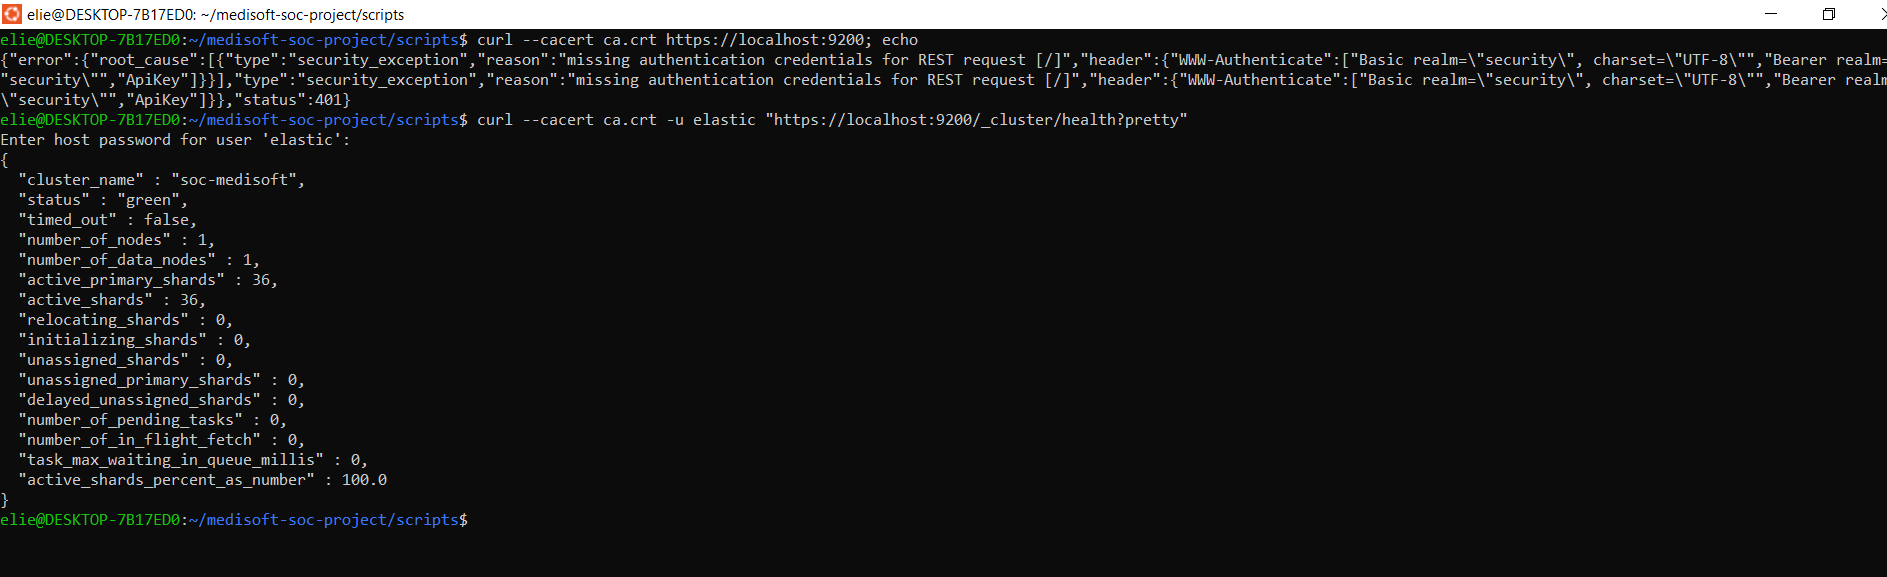 elie@DESKTOP-7B17ED0: ~/medisoft-soc-project/scripts
elie@DESKTOP-7B17ED0:~/medisoft-soc-project/scripts$ curl --cacert ca.crt https://localhost:9200; echo
{"error":{"root_cause":[{"type":"security_exception","reason":"missing authentication credentials for REST request [/]","header":{"WWW-Authenticate":["Basic realm=\"security\", charset=\"UTF-8\"","Bearer realm=
"security\"","ApiKey"]}}],"type":"security_exception","reason":"missing authentication credentials for REST request [/]","header":{"WWW-Authenticate":["Basic realm=\"security\", charset=\"UTF-8\"","Bearer realm
\"security\"","ApiKey"]}},"status":401}
elie@DESKTOP-7B17ED0:~/medisoft-soc-project/scripts$ curl --cacert ca.crt -u elastic "https://localhost:9200/_cluster/health?pretty"
Enter host password for user 'elastic':
{
  "cluster_name" : "soc-medisoft",
  "status" : "green",
  "timed_out" : false,
  "number_of_nodes" : 1,
  "number_of_data_nodes" : 1,
  "active_primary_shards" : 36,
  "active_shards" : 36,
  "relocating_shards" : 0,
  "initializing_shards" : 0,
  "unassigned_shards" : 0,
  "unassigned_primary_shards" : 0,
  "delayed_unassigned_shards" : 0,
  "number_of_pending_tasks" : 0,
  "number_of_in_flight_fetch" : 0,
  "task_max_waiting_in_queue_millis" : 0,
  "active_shards_percent_as_number" : 100.0
}
elie@DESKTOP-7B17ED0:~/medisoft-soc-project/scripts$